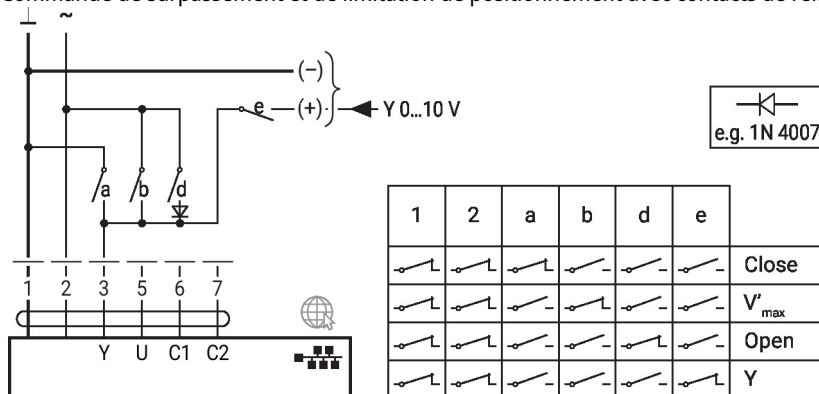 commande de surpassement et de limitation de positionnement avec contacts de
⊥ ~
(−)
e (+) Y 0...10 V
e.g. 1N 4007
a b d
1 2 3 5 6 7
Y U C1 C2
1 2 a b d e
Close
V'max
Open
Y